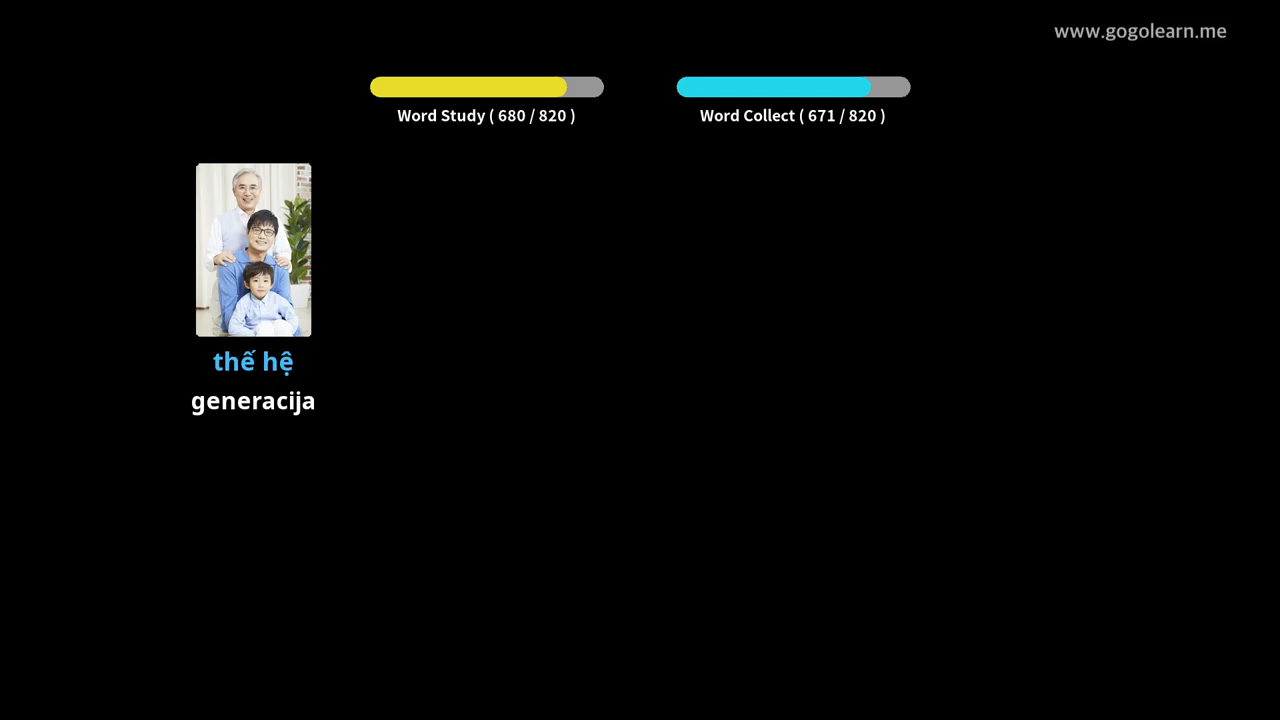 www.gogolearn.me
Word Study ( 680 / 820 )
Word Collect ( 671 / 820 )
thế hệ
generacija